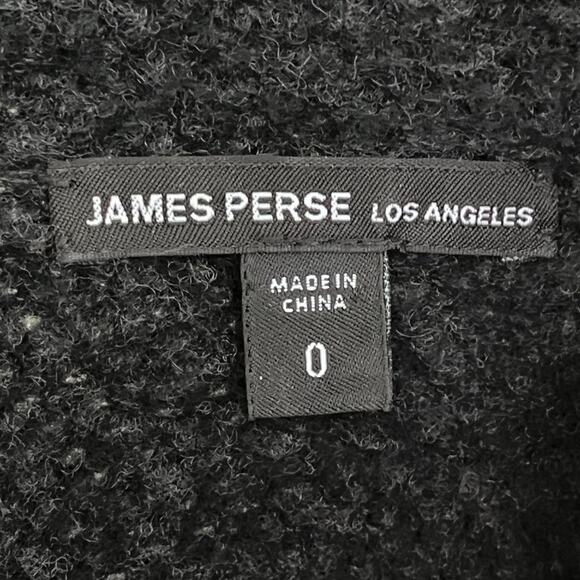 JAMES PERSE LOS ANGELES
MADE IN
CHINA
0